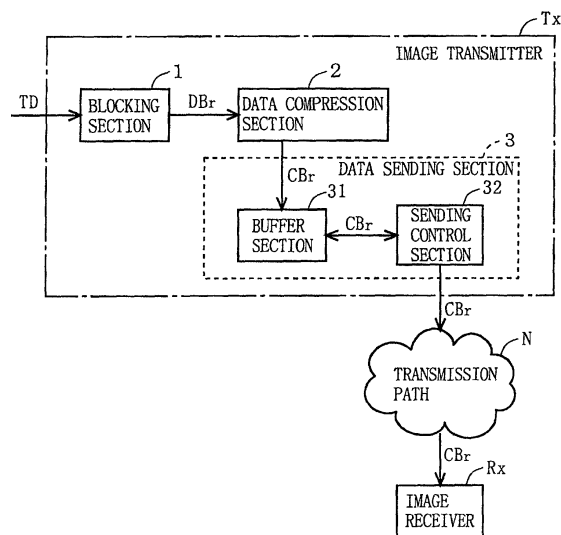 Tx
IMAGE TRANSMITTER
1
2
TD
BLOCKING
SECTION
DBr
DATA COMPRESSION
SECTION
3
DATA SENDING SECTION
CBr
31
32
BUFFER
SECTION
CBr
SENDING
CONTROL
SECTION
CBr
N
TRANSMISSION
PATH
CBr
Rx
IMAGE
RECEIVER